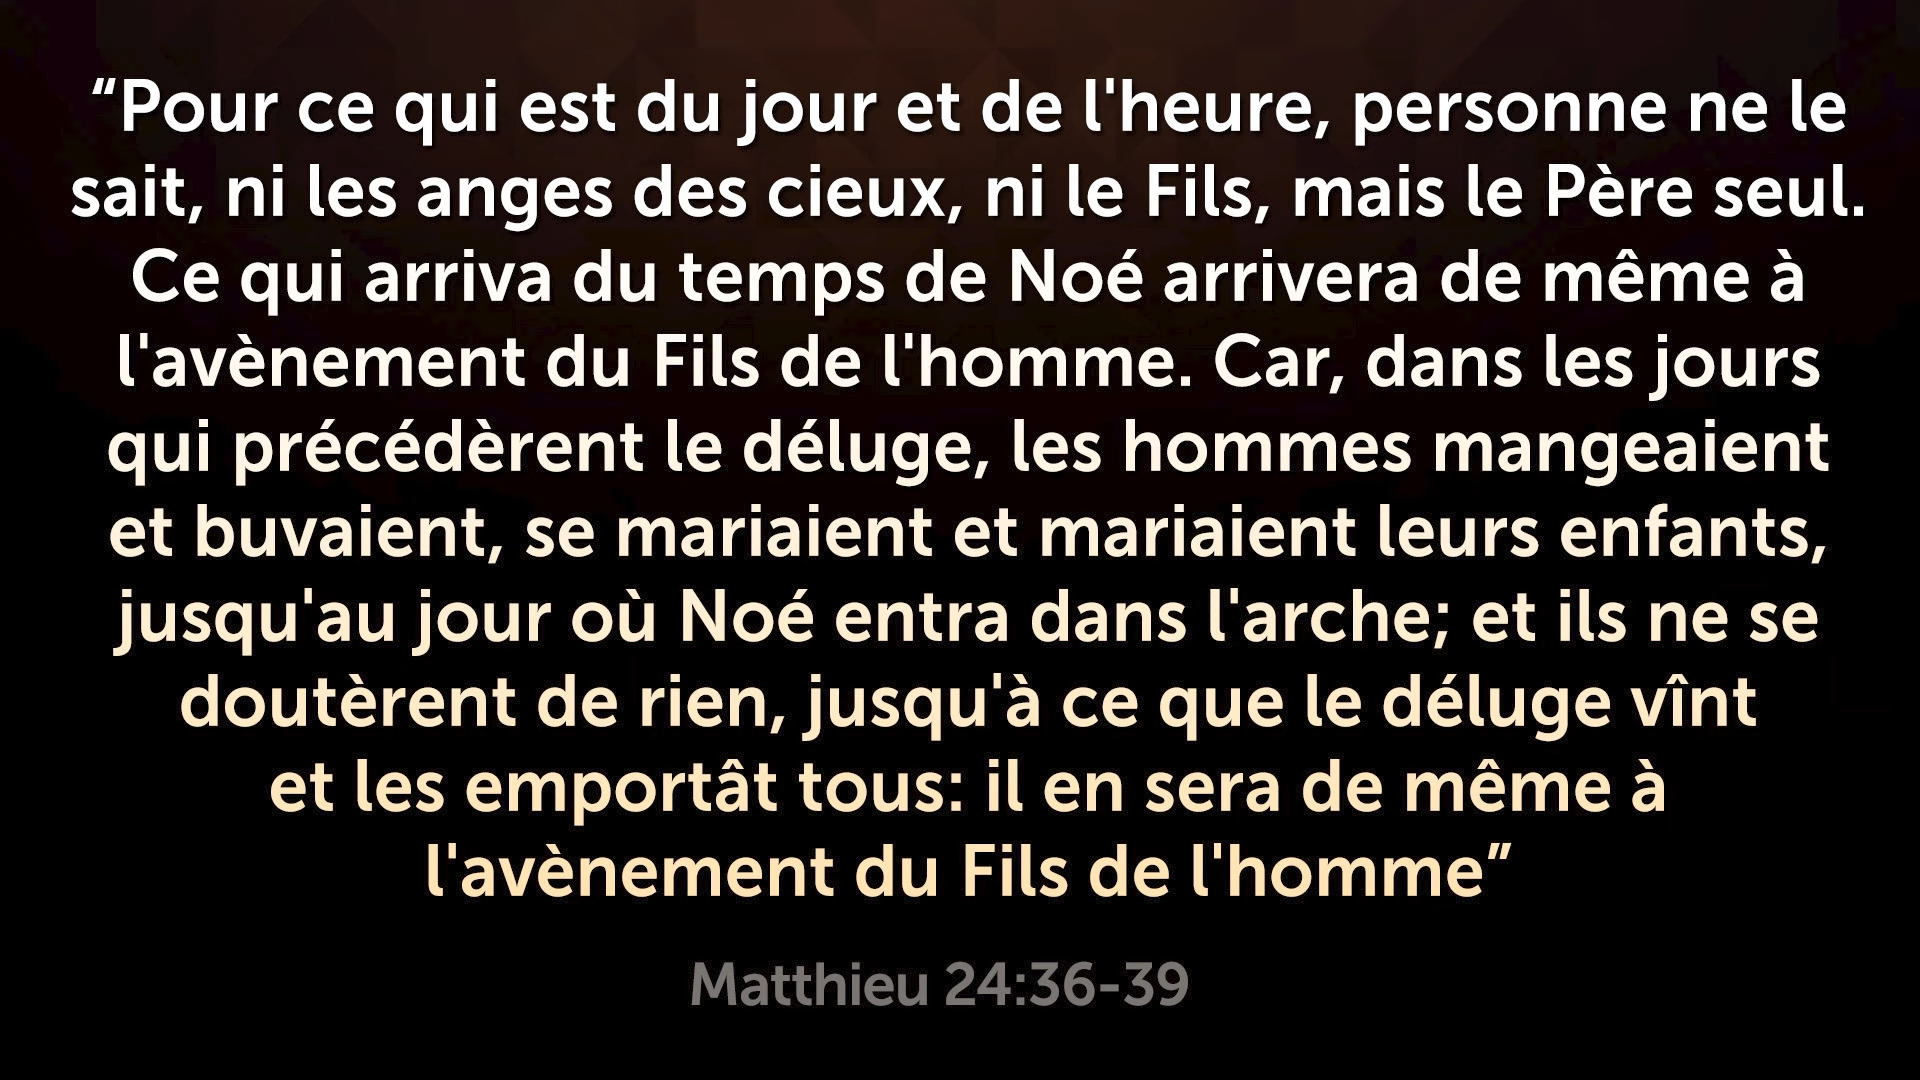 “Pour ce qui est du jour et de l'heure, personne ne le
sait, ni les anges des cieux, ni le Fils, mais le Père seul.
Ce qui arriva du temps de Noé arrivera de même à
l'avènement du Fils de l'homme. Car, dans les jours
qui précédèrent le déluge, les hommes mangeaient
et buvaient, se mariaient et mariaient leurs enfants,
jusqu'au jour où Noé entra dans l'arche; et ils ne se
doutèrent de rien, jusqu'à ce que le déluge vînt
et les emportât tous: il en sera de même à
l'avènement du Fils de l'homme”
Matthieu 24:36-39